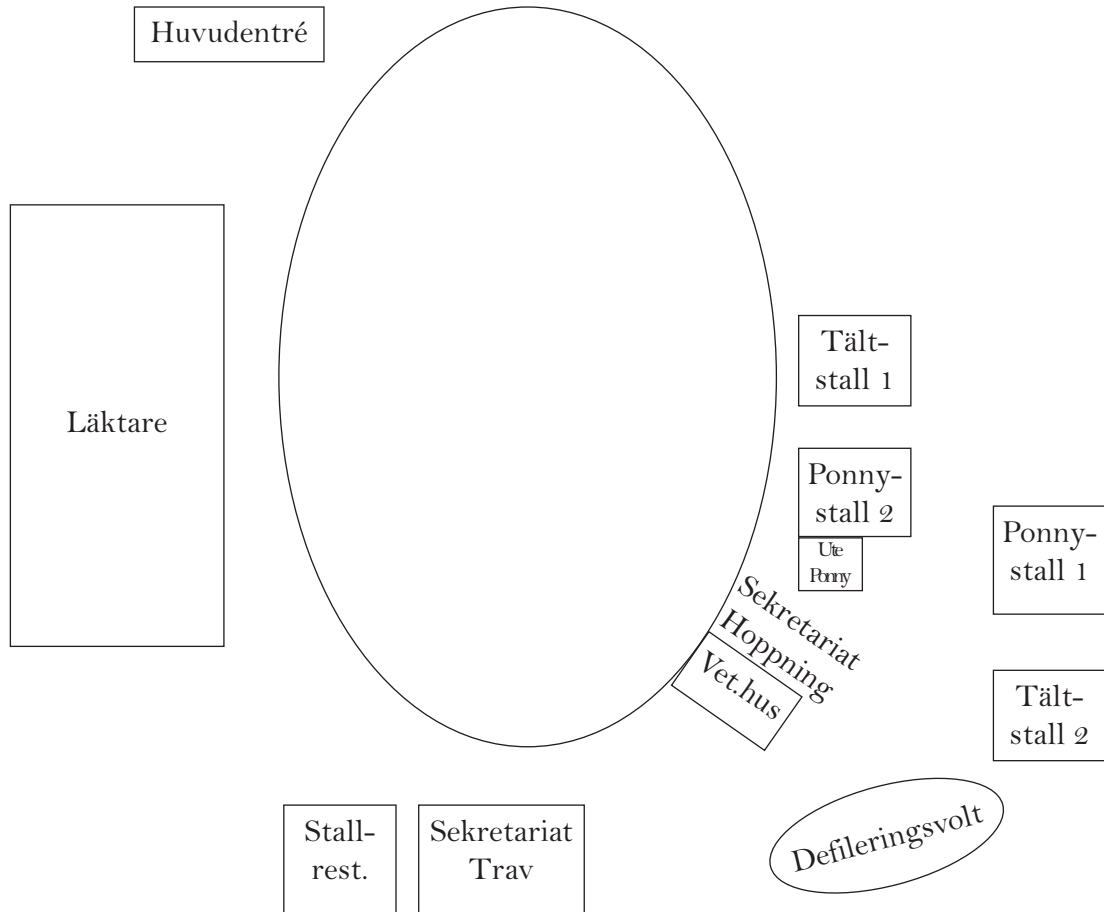 Huvudentré
Läktare
Tält-
stall 1
Ponny-
stall 2
Ute
Ponny
Ponny-
stall 1
Sekretariat
Hoppning
Vet.hus
Tält-
stall 2
Defileringsvolt
Stall-
rest.
Sekretariat
Trav